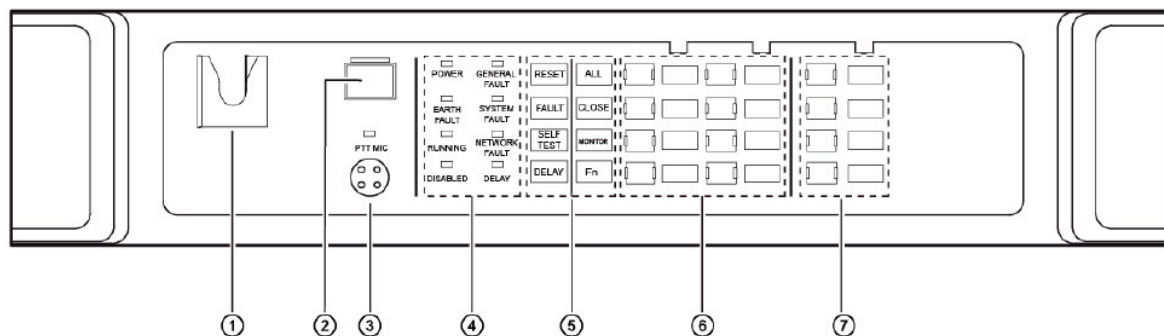 POWER
GENERAL
FAULT
EARTH
FAULT
SYSTEM
FAULT
RUNNING
NETWORK
FAULT
DISABLED
DELAY
PTT MIC
RESET
ALL
FAULT
CLOSE
SELF
TEST
MONITOR
DELAY
Fn
1
2
3
4
5
6
7